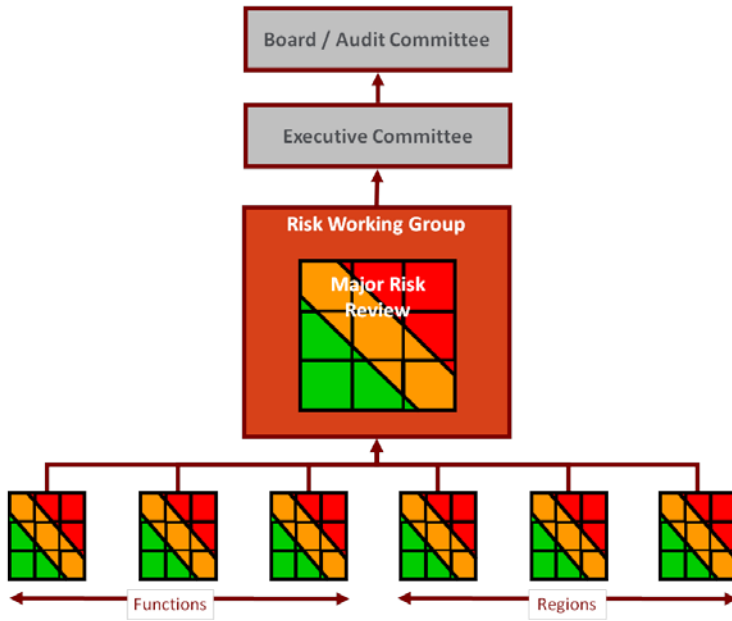 Board / Audit Committee
Executive Committee
Risk Working Group
Major Risk
Review
Functions
Regions